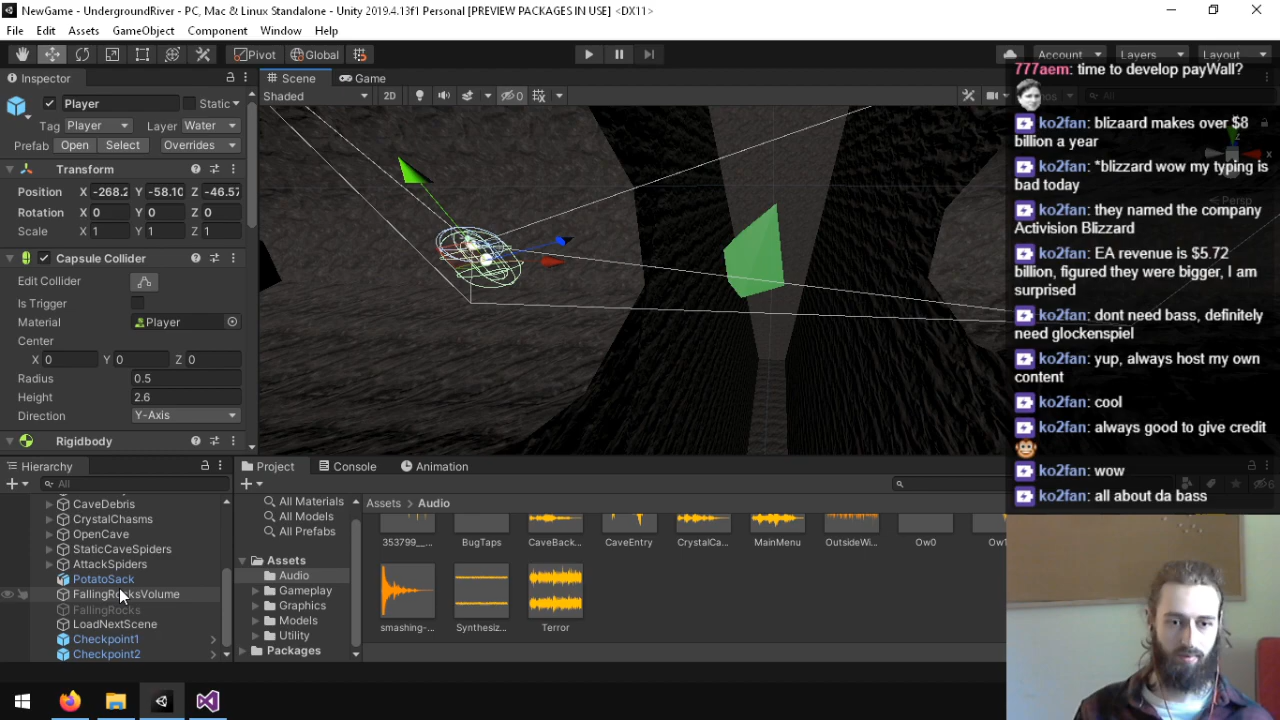 NewGame - UndergroundRiver - PC, Mac & Linux Standalone - Unity 2019.4.13f1 Personal [PREVIEW PACKAGES IN USE] <DX11>
File Edit Assets GameObject Component Window Help
Pivot Global Account Layers Layout
Inspector
Scene Game
Shaded 2D 0
Player Static
Tag Player Layer Water
Prefab Open Select Overrides
Transform
Position X -268.2 Y -58.10 Z -46.57
Rotation X 0 Y 0 Z 0
Scale X 1 Y 1 Z 1
Capsule Collider
Edit Collider
Is Trigger
Material Player
Center
X 0 Y 0 Z 0
Radius 0.5
Height 2.6
Direction Y-Axis
Rigidbody
Hierarchy
All
CaveDebris
CrystalChasms
OpenCave
StaticCaveSpiders
AttackSpiders
PotatoSack
FallingRocksVolume
FallingRocks
LoadNextScene
Checkpoint1
Checkpoint2
Project Console Animation
All Materials
All Models
All Prefabs
Assets
Audio
Gameplay
Graphics
Models
Utility
Packages
Assets > Audio
353799__... BugTaps CaveBack... CaveEntry CrystalCa... MainMenu OutsideWi... Ow0 Ow1
smashing-... Synthesiz... Terror
777aem: time to develop payWall?
ko2fan: blizaard makes over $8
billion a year
ko2fan: *blizzard wow my typing is
bad today
ko2fan: they named the company
Activision Blizzard
ko2fan: EA revenue is $5.72
billion, figured they were bigger, I am
surprised
ko2fan: dont need bass, definitely
need glockenspiel
ko2fan: yup, always host my own
content
ko2fan: cool
ko2fan: always good to give credit
ko2fan: wow
ko2fan: all about da bass